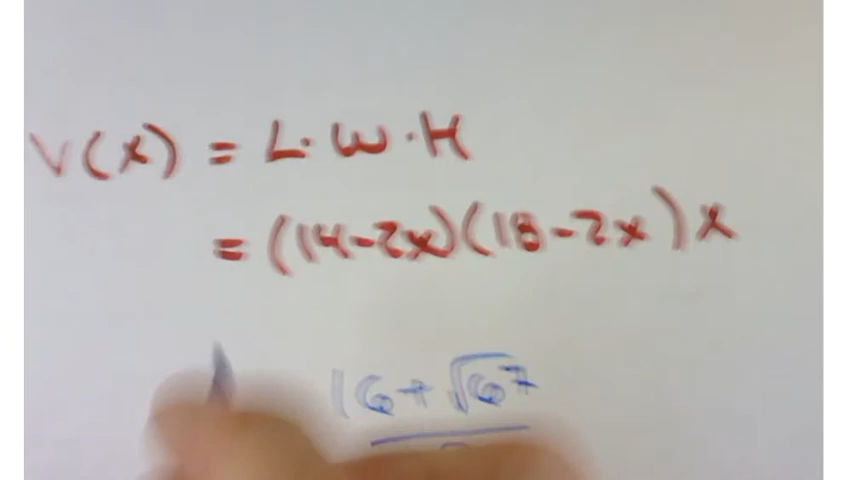 V(x) = L·W·H
= (14-2x)(18-2x)x
16+√67